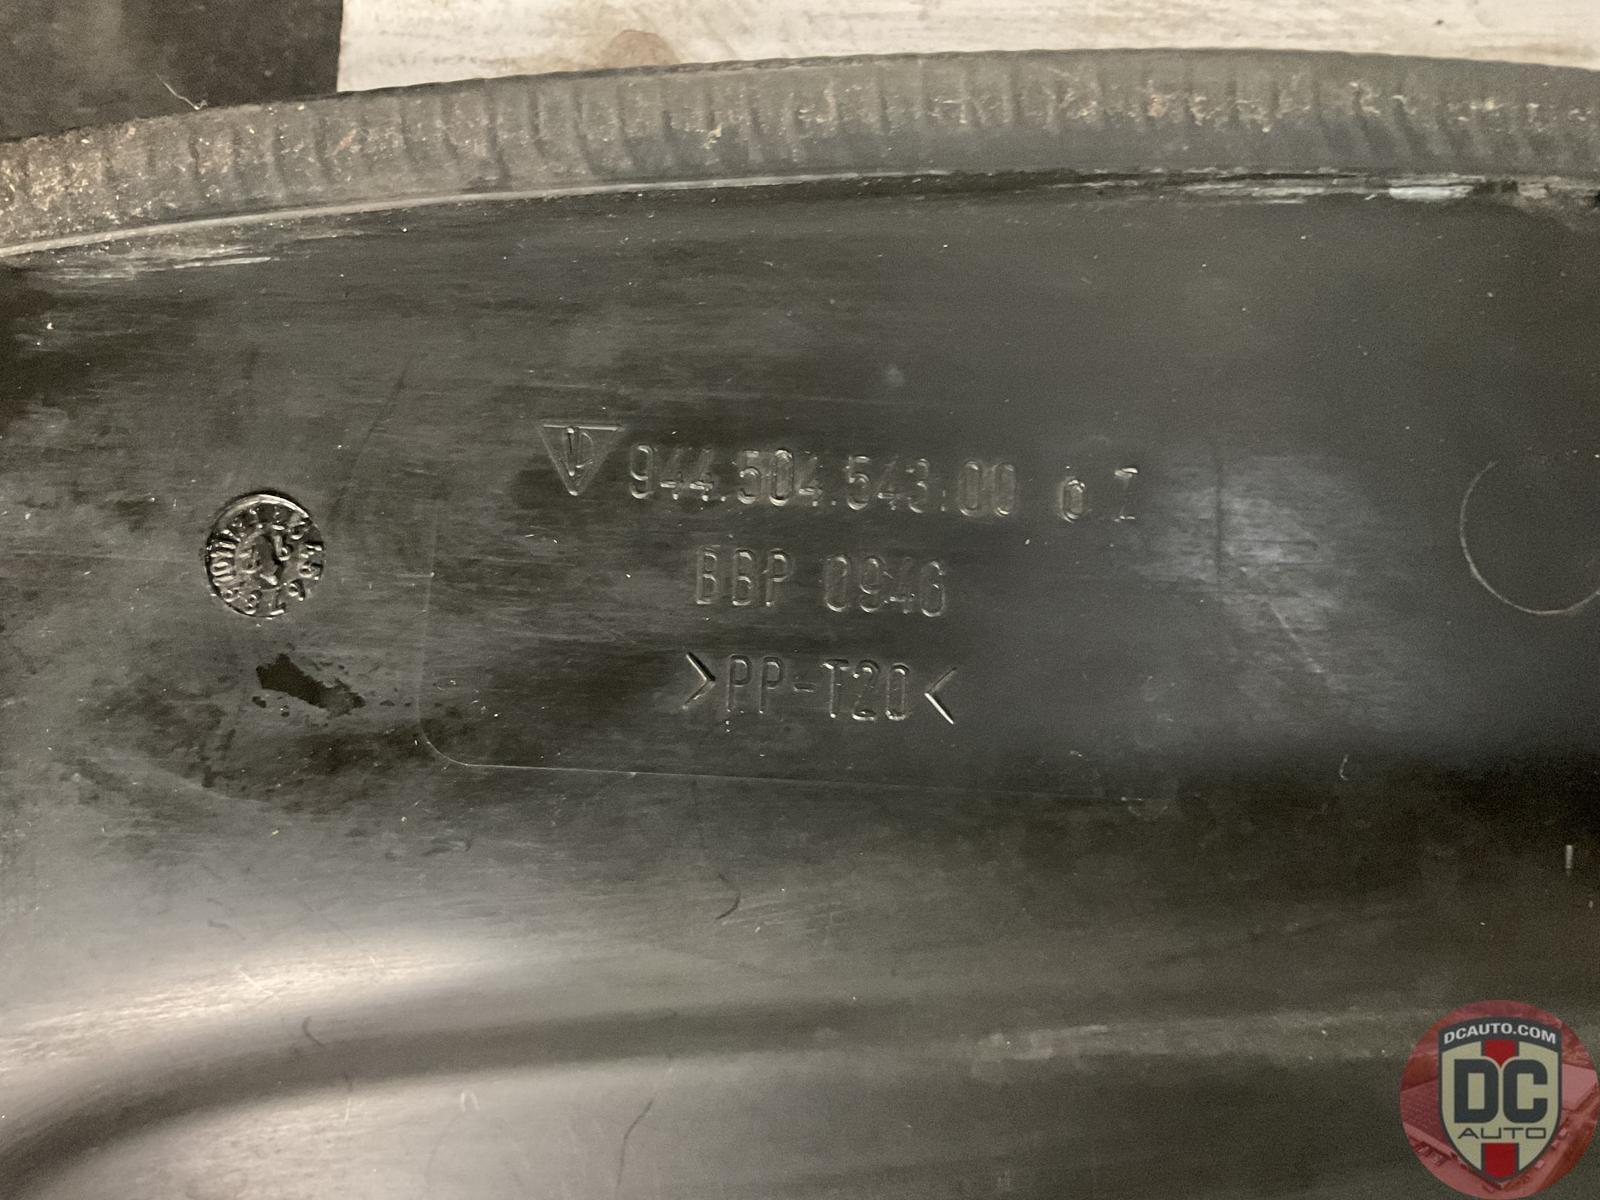 944.504.543.00 o I
BBP 0946
>PP-T20<
DCAUTO.COM
DC
AUTO